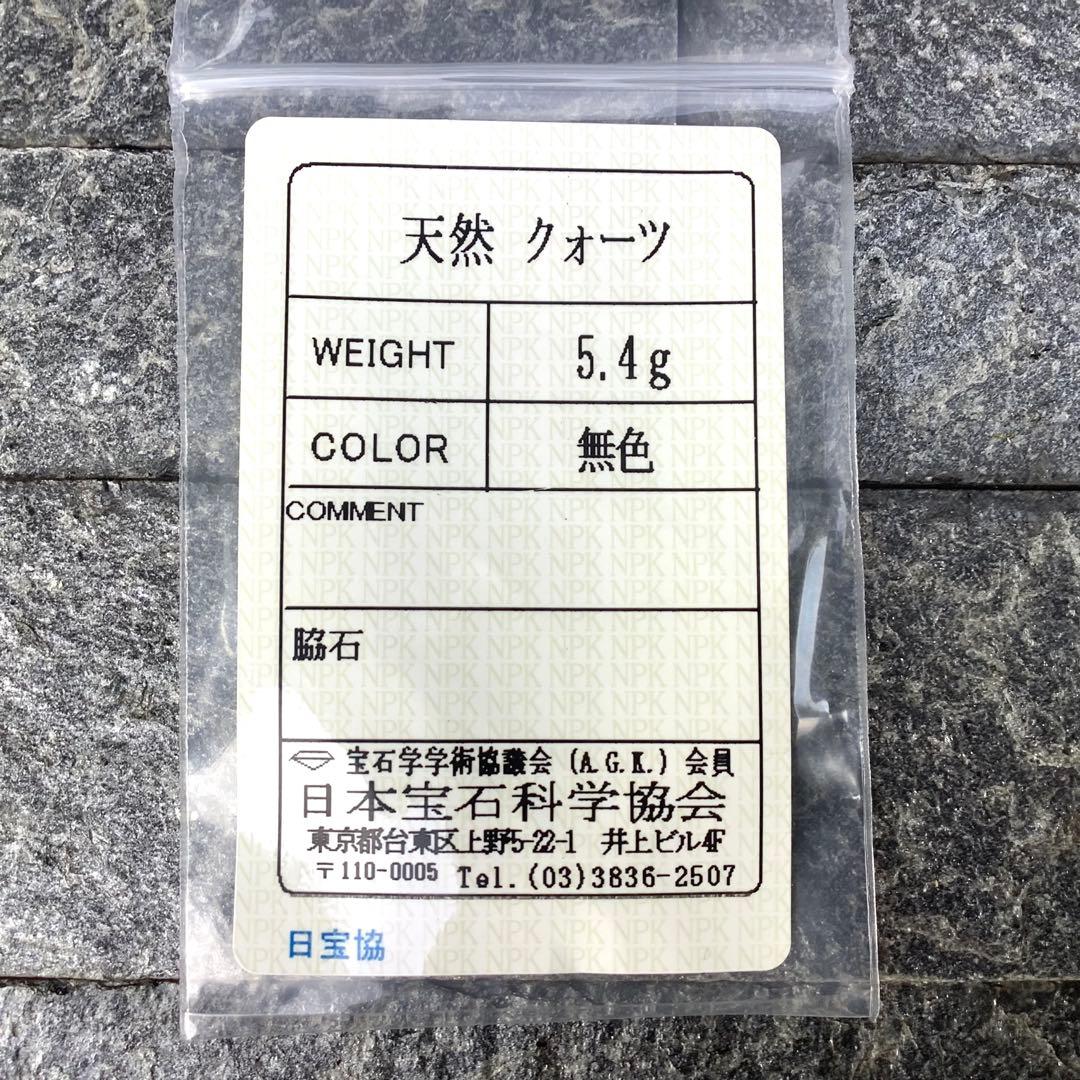 天然 クォーツ
WEIGHT 5.4g
COLOR 無色
COMMENT
脇石
宝石学学術協議会 (A.G.K.) 会員
日本宝石科学協会
東京都台東区上野5-22-1 井上ビル4F
〒110-0005 Tel.(03)3836-2507
日宝協